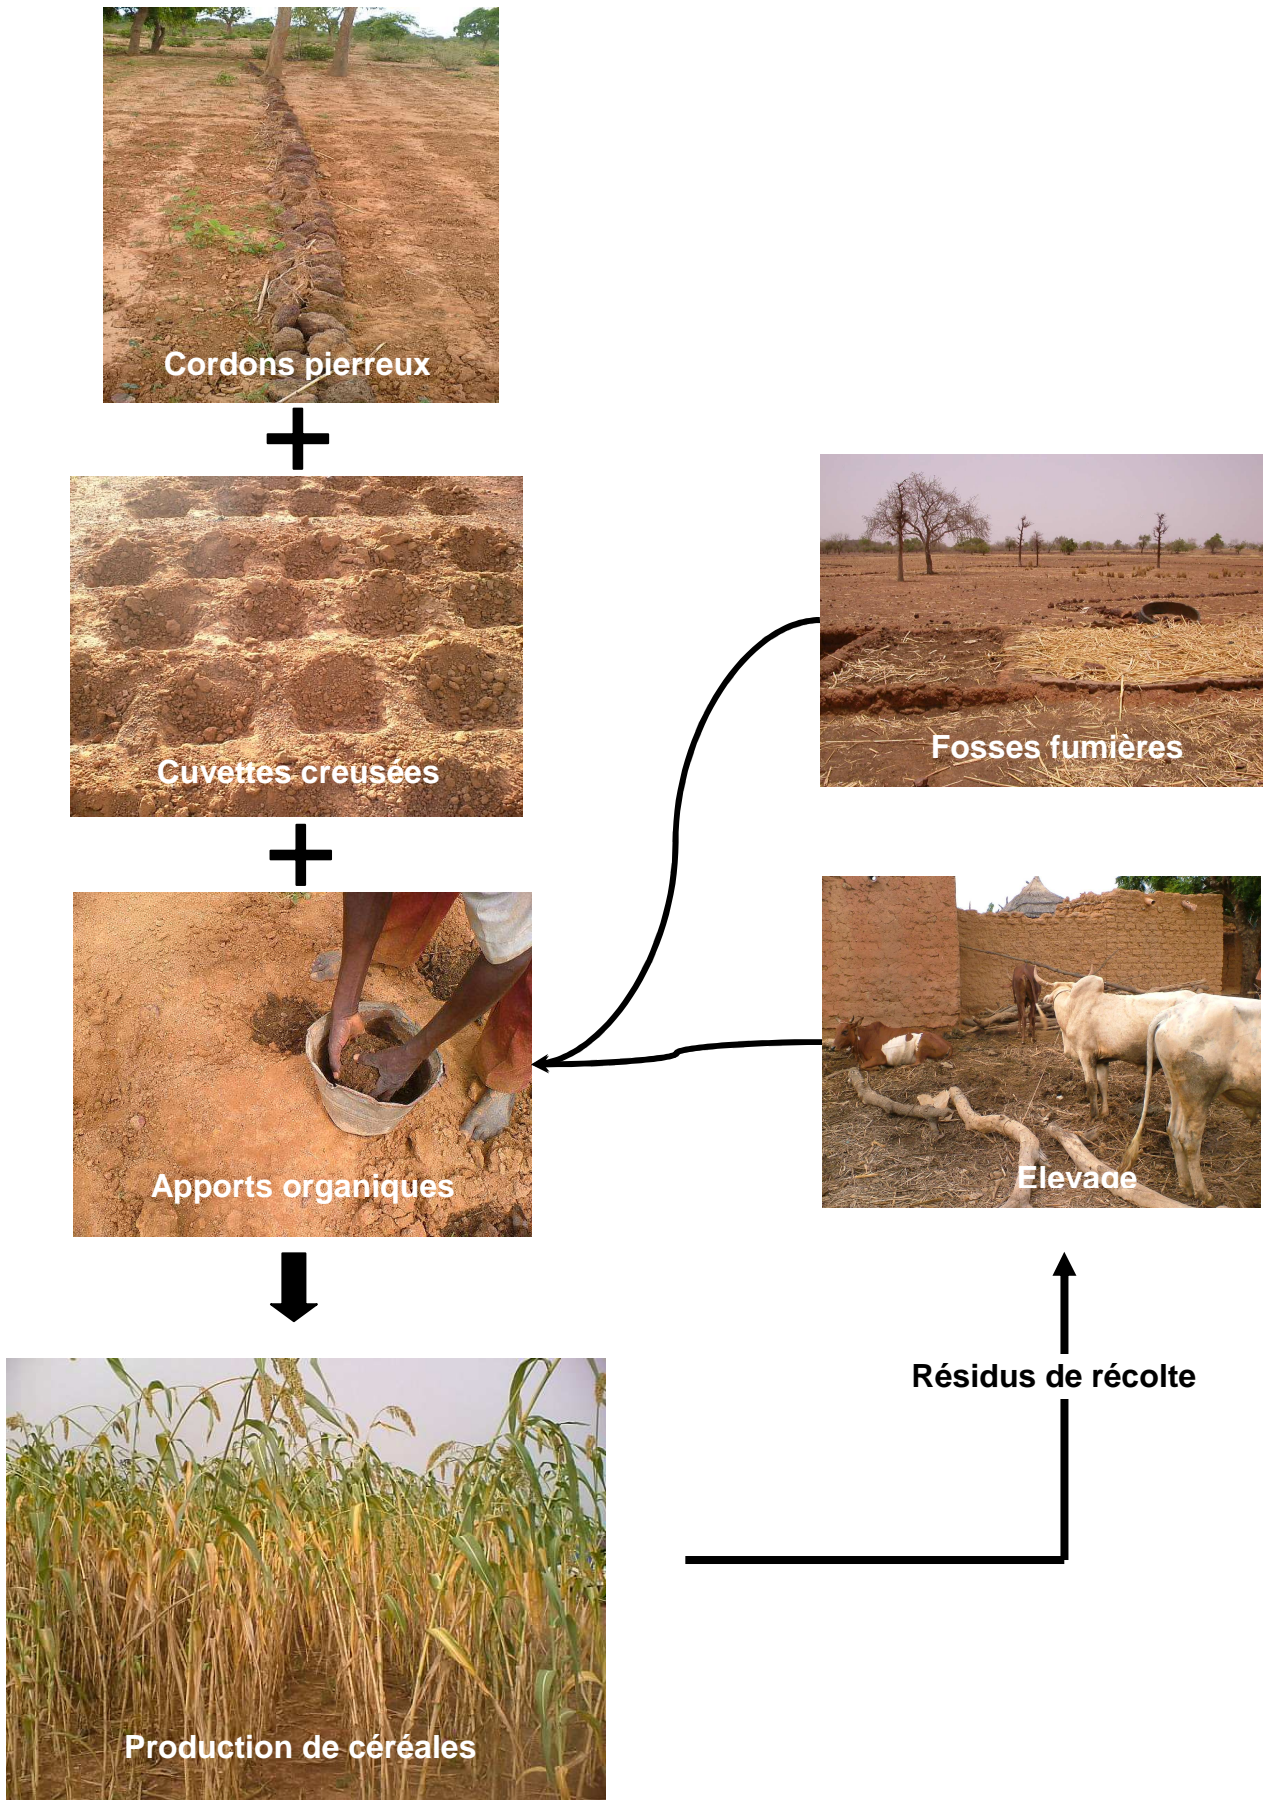 Cordons pierreux
Cuvettes creusées
Fosses fumières
Apports organiques
Elevage
Résidus de récolte
Production de céréales